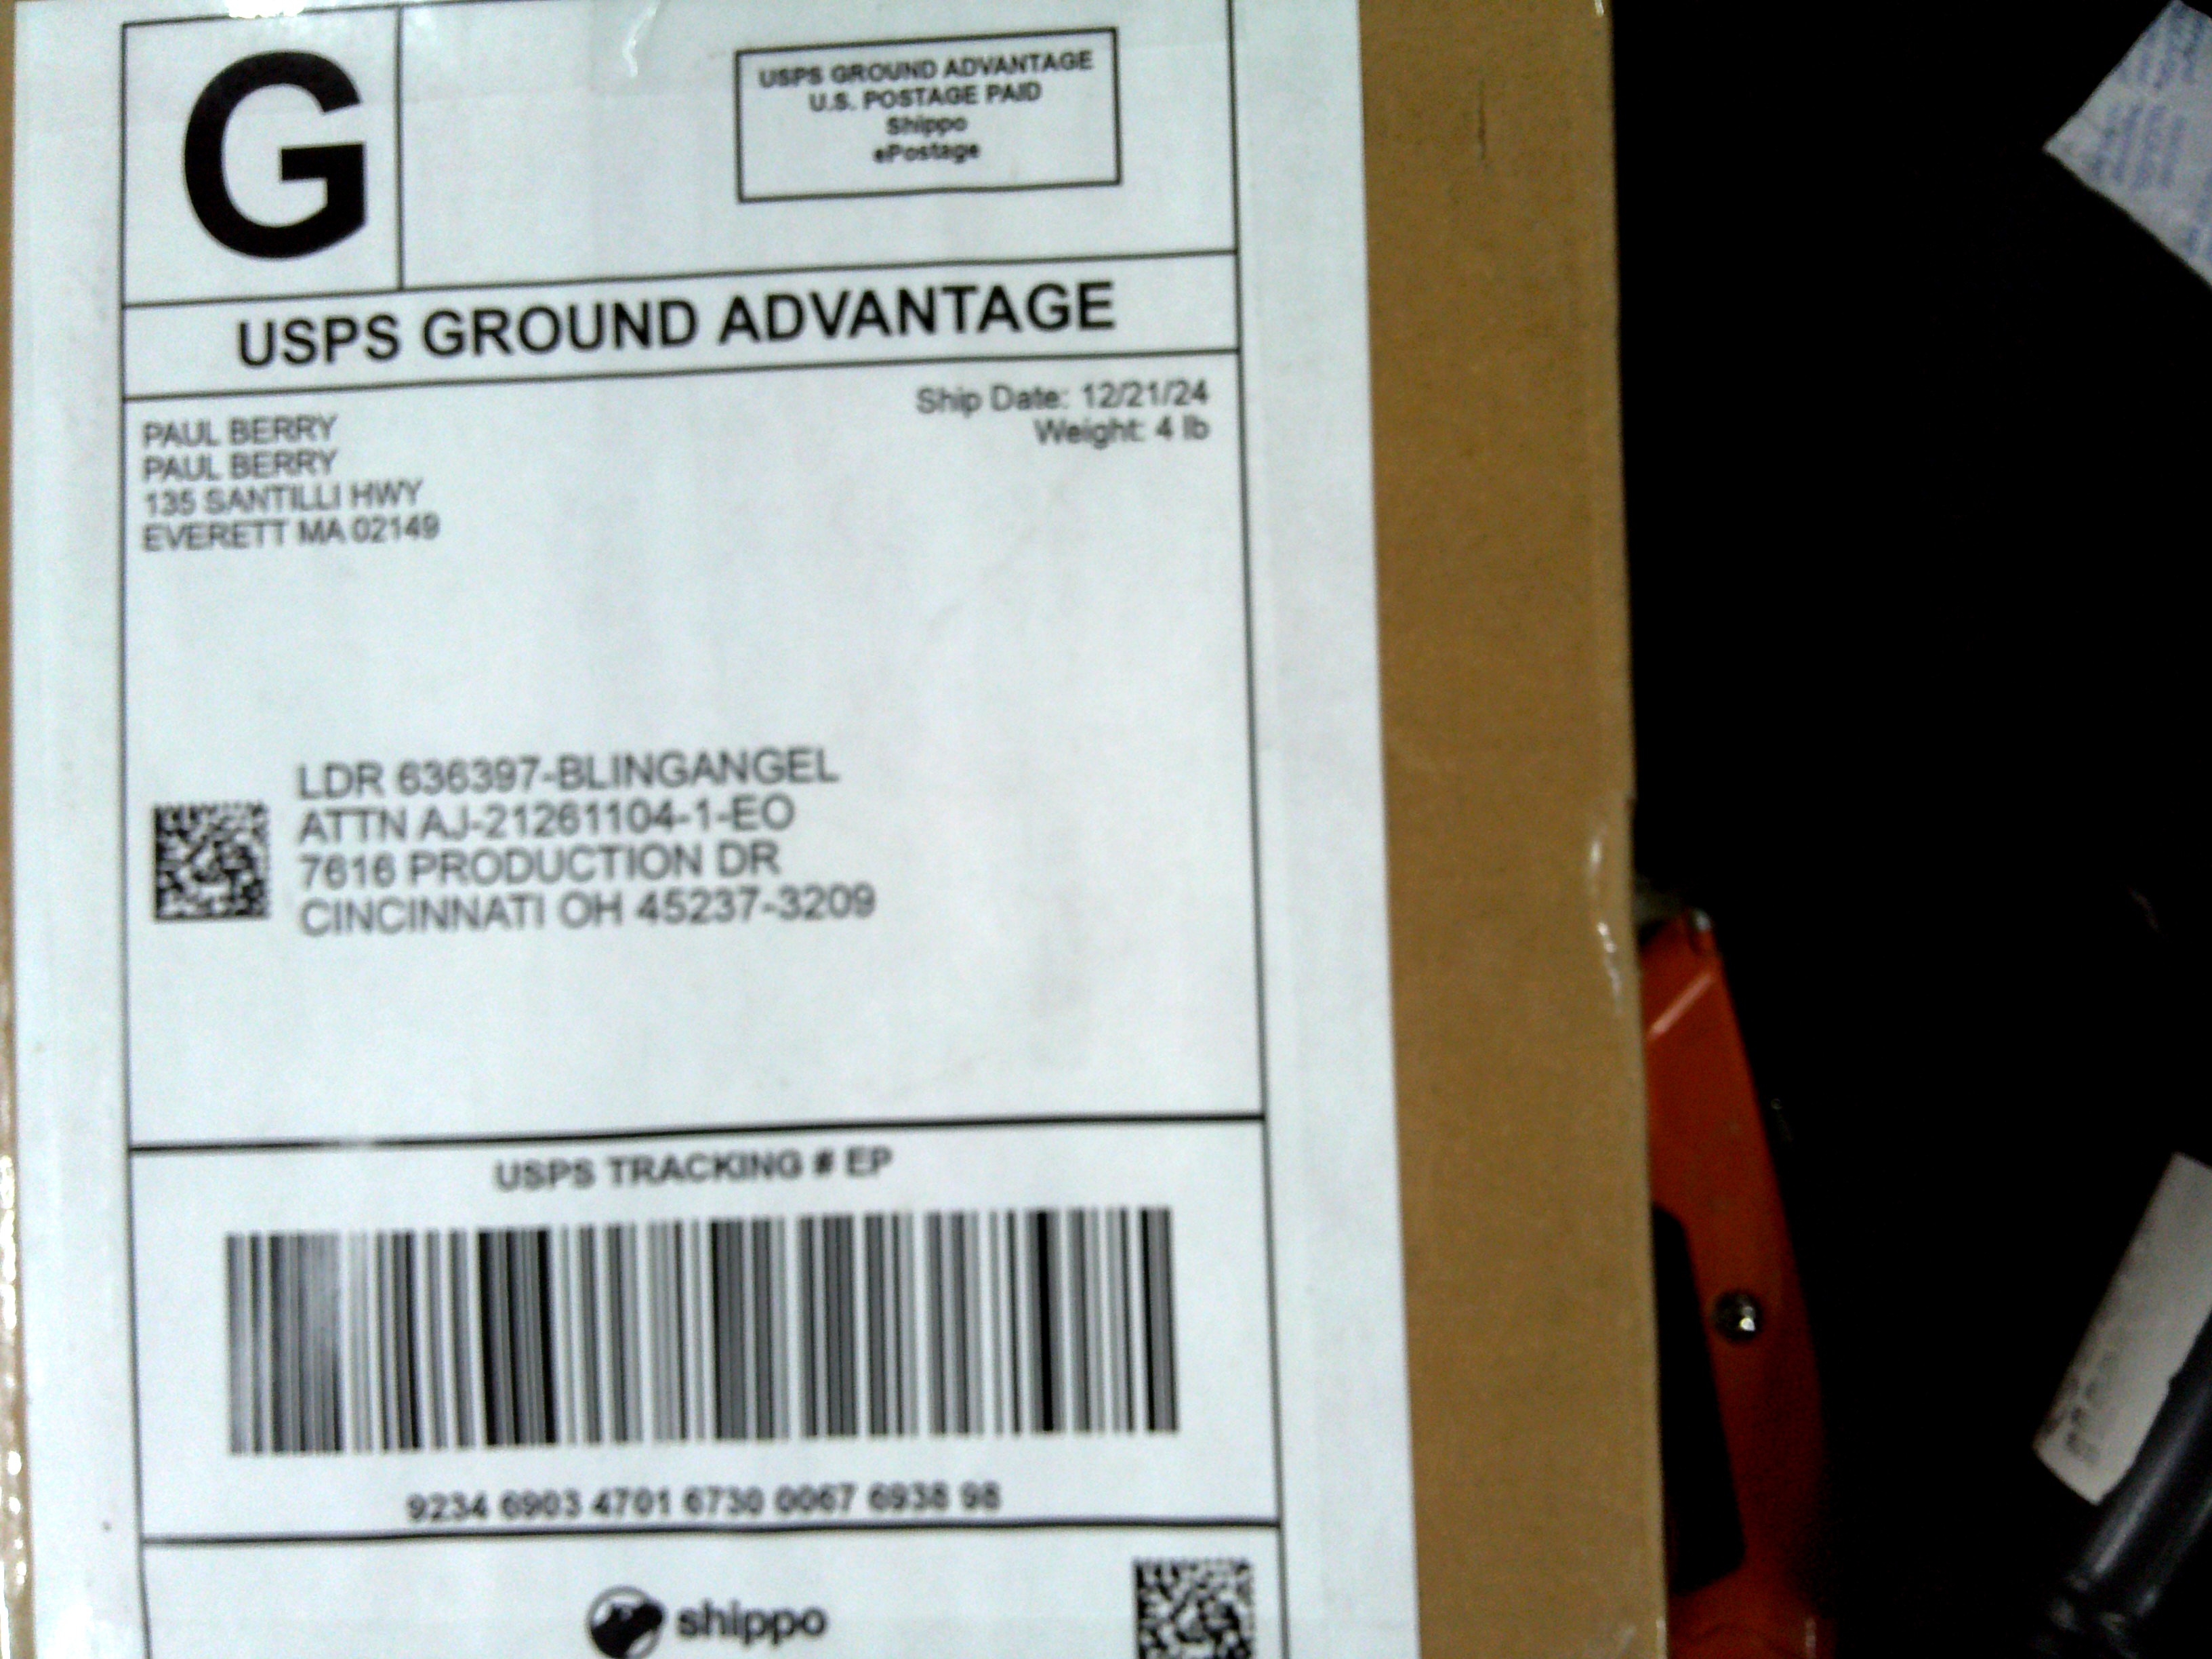 G
USPS GROUND ADVANTAGE
U.S. POSTAGE PAID
Shippo
ePostage
USPS GROUND ADVANTAGE
Ship Date: 12/21/24
Weight: 4 lb
PAUL BERRY
PAUL BERRY
135 SANTILLI HWY
EVERETT MA 02149
LDR 636397-BLINGANGEL
ATTN AJ-21261104-1-EO
7616 PRODUCTION DR
CINCINNATI OH 45237-3209
USPS TRACKING # EP
9234 6903 4701 6730 0067 6938 98
shippo